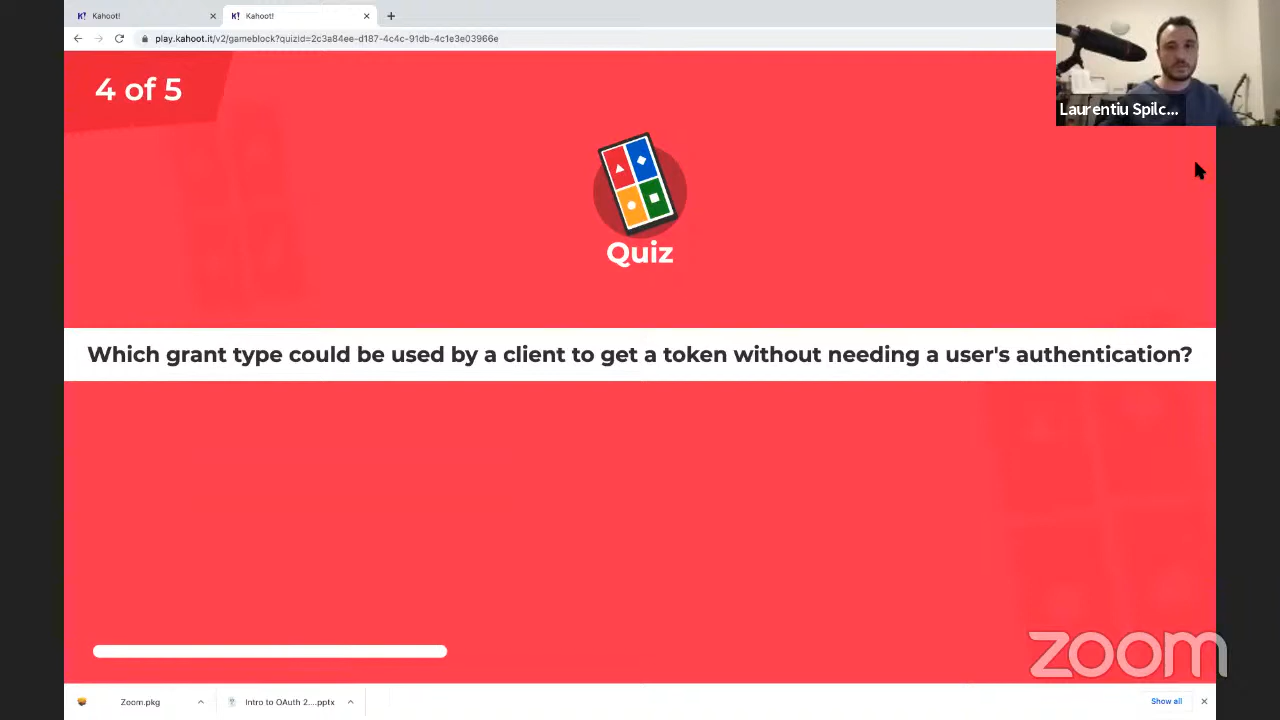 Kahoot!
Kahoot!
play.kahoot.it/v2/gameblock?quizId=2c3a84ee-d187-4c4c-91db-4c1e3e03966e
Laurentiu Spilc...
4 of 5
Quiz
Which grant type could be used by a client to get a token without needing a user's authentication?
zoom
Zoom.pkg
Intro to OAuth 2....pptx
Show all